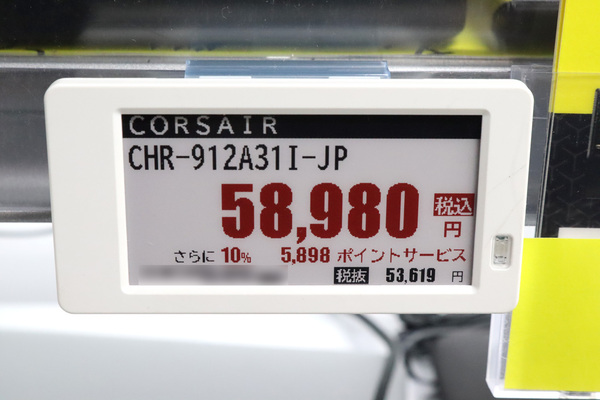 CORSAIR
CHR-912A31I-JP
58,980 税込 円
さらに 10% 5,898 ポイントサービス
税抜 53,619 円